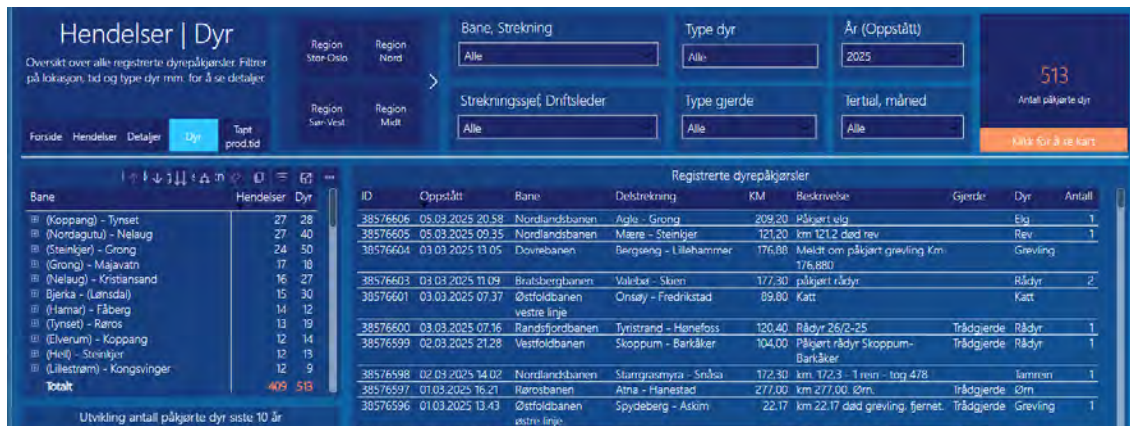 Hendelser | Dyr
Oversikt over alle registrerte dyrepåkjørsler. Filtrer
på lokasjon, tid og type dyr mm. for å se detaljer
Forside Hendelser Detaljer Dyr Tapt prod.tid
Region Stor-Oslo
Region Nord
Region Sør-Vest
Region Midt
Bane, Strekning
Alle
Type dyr
Alle
År (Oppstått)
2025
Strekningssjef, Driftsleder
Alle
Type gjerde
Alle
Tertial, måned
Alle
513
Antall påkjørte dyr
Klikk for å se kart
Bane Hendelser Dyr
(Koppang) - Tynset 27 28
(Nordagutu) - Nelaug 27 40
(Steinkjer) - Grong 24 50
(Grong) - Majavatn 17 18
(Nelaug) - Kristiansand 16 27
Bjerka - (Lønsdal) 15 30
(Hamar) - Fåberg 14 12
(Tynset) - Røros 13 19
(Elverum) - Koppang 12 14
(Hell) - Steinkjer 12 13
(Lillestrøm) - Kongsvinger 12 9
Totalt 409 513
Utvikling antall påkjørte dyr siste 10 år
Registrerte dyrepåkjørsler
ID Oppstått Bane Delstrekning KM Beskrivelse Gjerde Dyr Antall
38576606 05.03.2025 20.58 Nordlandsbanen Agle - Grong 209,20 Påkjørt elg Elg 1
38576605 05.03.2025 09.35 Nordlandsbanen Mære - Steinkjer 121,20 km 121.2 død rev Rev 1
38576604 03.03.2025 13.05 Dovrebanen Bergseng - Lillehammer 176,88 Meldt om påkjørt grevling Km Grevling
176.880
38576603 03.03.2025 11.09 Bratsbergbanen Valebø - Skien 177,30 påkjørt rådyr Rådyr 2
38576601 03.03.2025 07.37 Østfoldbanen Onsøy - Fredrikstad 89,80 Katt Katt
vestre linje
38576600 03.03.2025 07.16 Randsfjordbanen Tyristrand - Hønefoss 120,40 Rådyr 26/2-25 Trådgjerde Rådyr 1
38576599 02.03.2025 21.28 Vestfoldbanen Skoppum - Barkåker 104,00 Påkjørt rådyr Skoppum- Trådgjerde Rådyr 1
Barkåker
38576598 02.03.2025 14.02 Nordlandsbanen Starrgrasmyra - Snåsa 172,30 km. 172,3 - 1 rein - tog 478 Tamrein 1
38576597 01.03.2025 16.21 Rørosbanen Atna - Hanestad 277,00 km 277.00. Ørn. Trådgjerde Ørn 1
38576596 01.03.2025 13.43 Østfoldbanen Spydeberg - Askim 22,17 km 22.17 død grevling. fjernet. Trådgjerde Grevling 1
østre linje